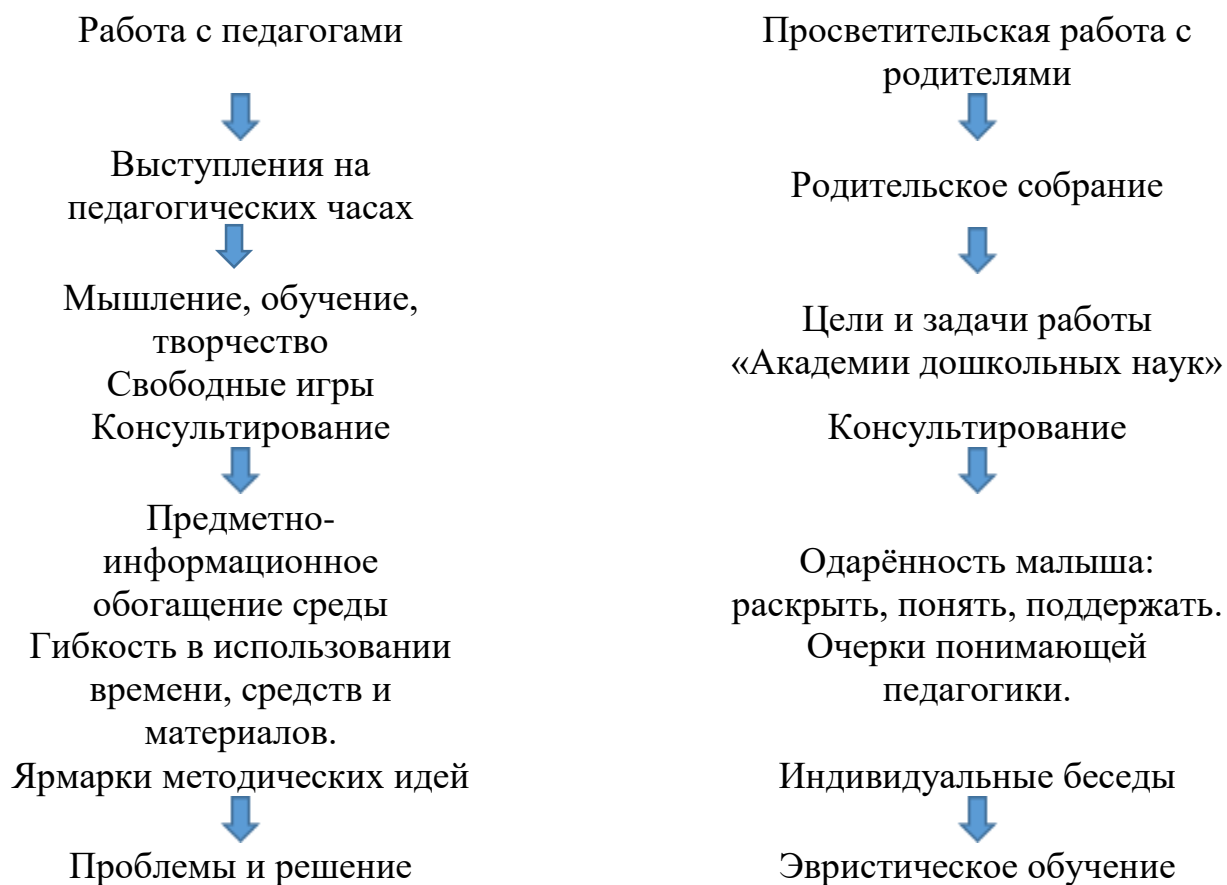 Работа с педагогами
Выступления на
педагогических часах
Мышление, обучение,
творчество
Свободные игры
Консультирование
Предметно-
информационное
обогащение среды
Гибкость в использовании
времени, средств и
материалов.
Ярмарки методических идей
Проблемы и решение
Просветительская работа с
родителями
Родительское собрание
Цели и задачи работы
«Академии дошкольных наук»
Консультирование
Одарённость малыша:
раскрыть, понять, поддержать.
Очерки понимающей
педагогики.
Индивидуальные беседы
Эвристическое обучение